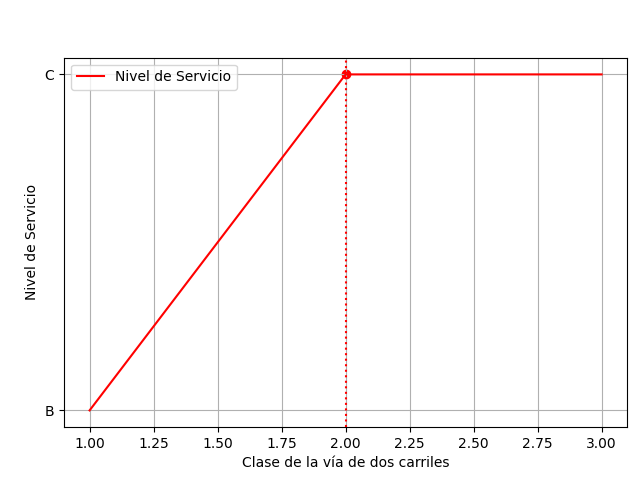 C
Nivel de Servicio
Nivel de Servicio
B
1.00 1.25 1.50 1.75 2.00 2.25 2.50 2.75 3.00
Clase de la vía de dos carriles